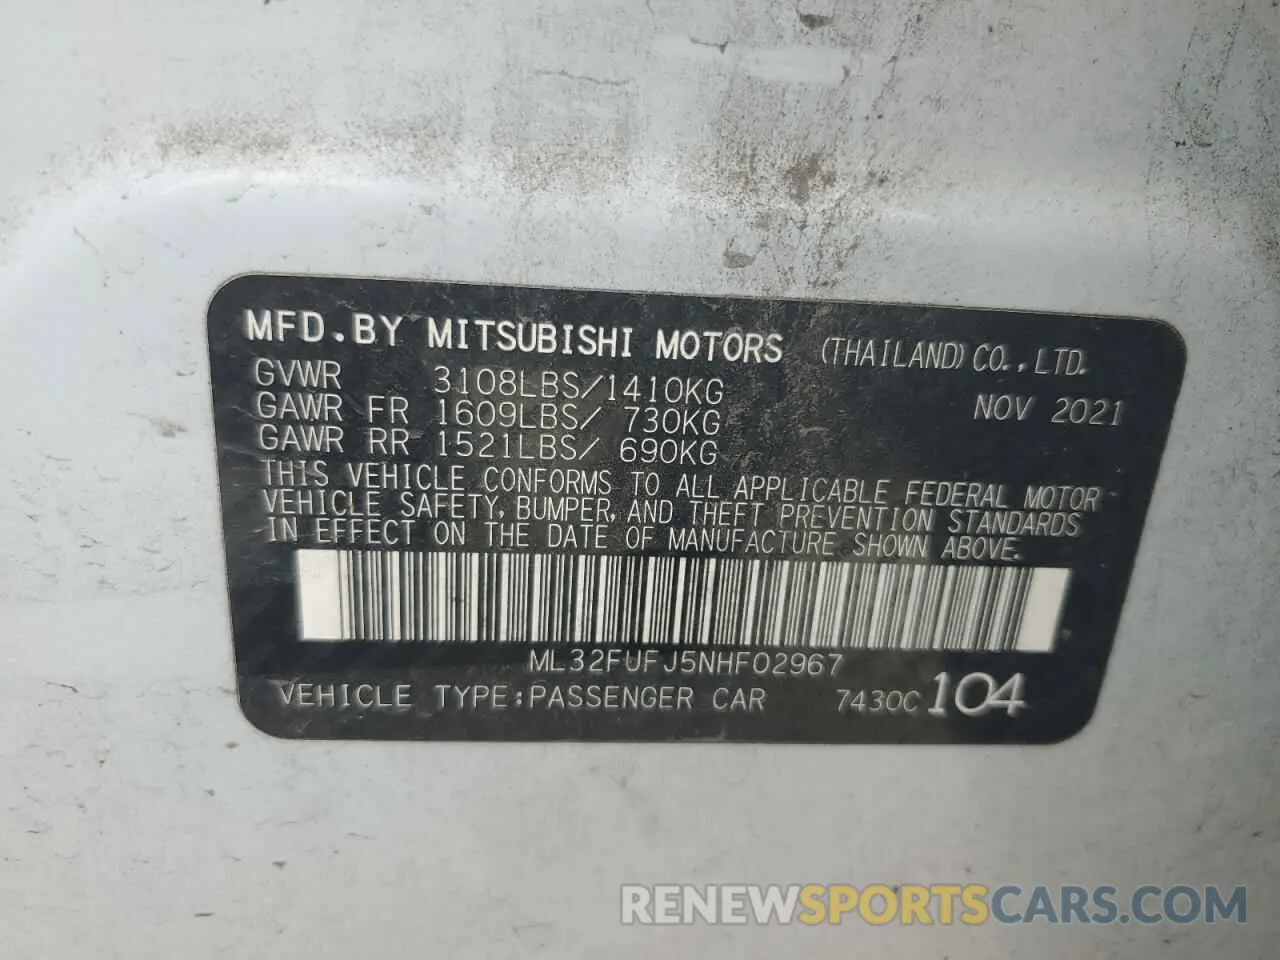 MFD.BY MITSUBISHI MOTORS (THAILAND) CO.,LTD.
GVWR 3108LBS/1410KG NOV 2021
GAWR FR 1609LBS/ 730KG
GAWR RR 1521LBS/ 690KG
THIS VEHICLE CONFORMS TO ALL APPLICABLE FEDERAL MOTOR
VEHICLE SAFETY, BUMPER, AND THEFT PREVENTION STANDARDS
IN EFFECT ON THE DATE OF MANUFACTURE SHOWN ABOVE.
ML32FUFJ5NHF02967
VEHICLE TYPE:PASSENGER CAR 7430C 104
RENEWSPORTSCARS.COM